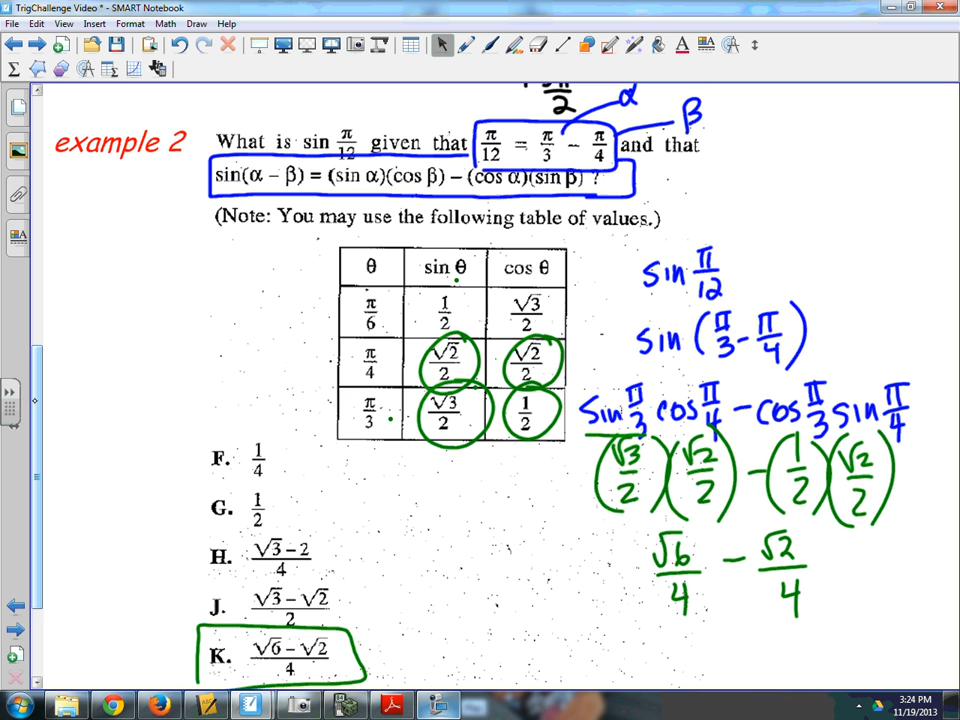 TrigChallenge Video * - SMART Notebook
File Edit View Insert Format Math Draw Help
π
2
α
β
example 2
What is sin π/12 given that π/12 = π/3 − π/4 and that
sin(α − β) = (sin α)(cos β) − (cos α)(sin β) ?
(Note: You may use the following table of values.)
θ sin θ cos θ
π/6 1/2 √3/2
π/4 √2/2 √2/2
π/3 √3/2 1/2
F. 1/4
G. 1/2
H. (√3 − 2)/4
J. (√3 − √2)/2
K. (√6 − √2)/4
sin π/12
sin (π/3 − π/4)
sin π/3 cos π/4 − cos π/3 sin π/4
(√3/2)(√2/2) − (1/2)(√2/2)
√6/4 − √2/4
3:24 PM
11/19/2013